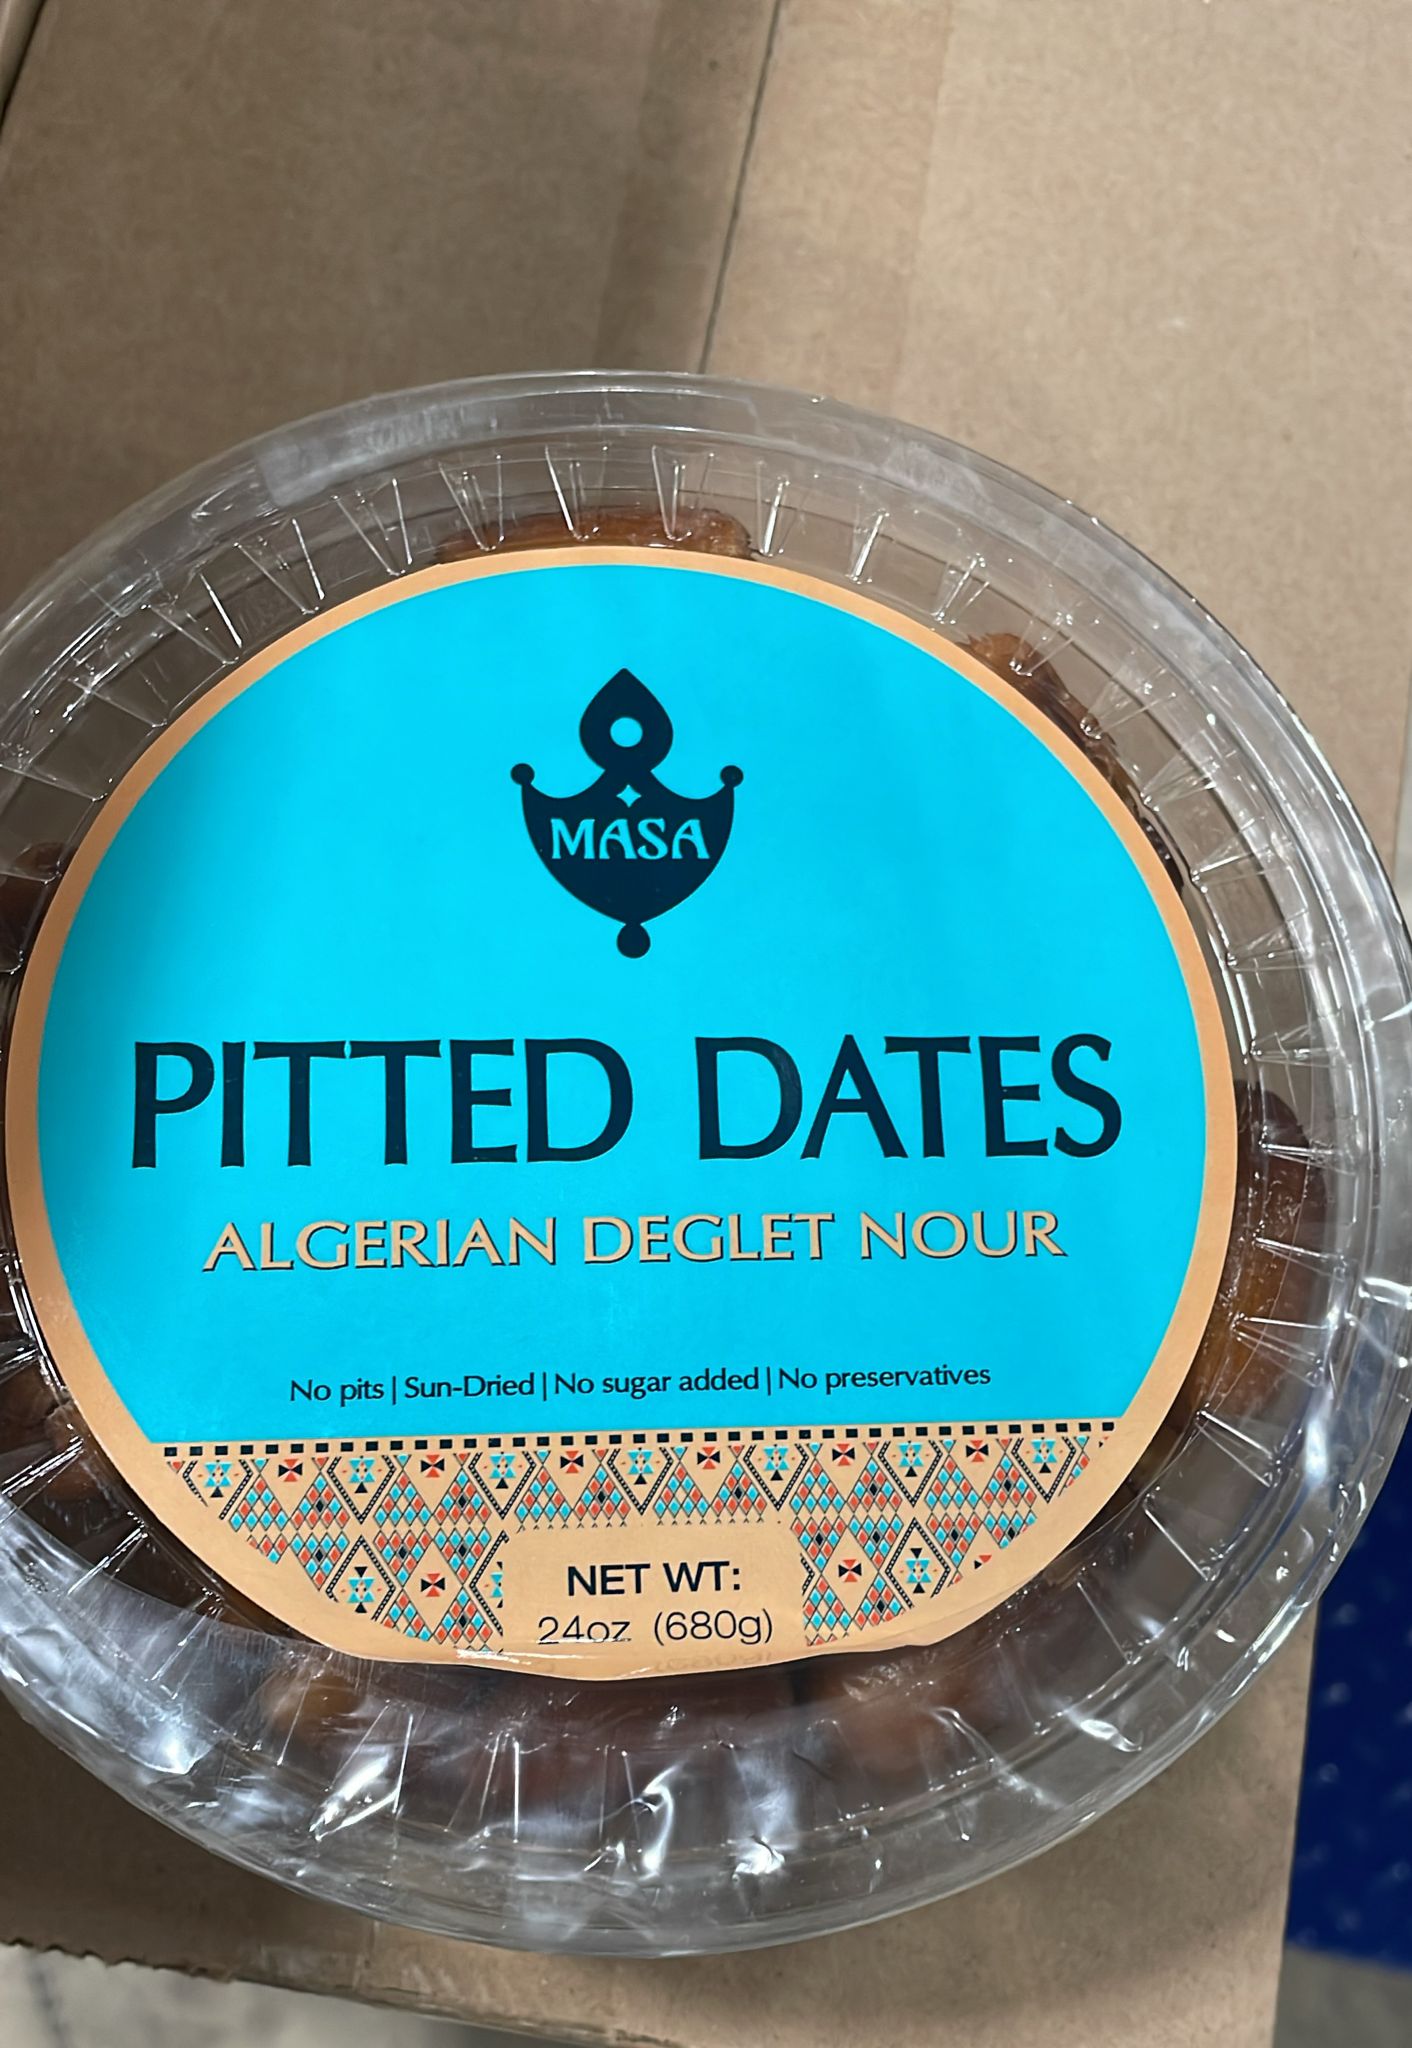 MASA
PITTED DATES
ALGERIAN DEGLET NOUR
No pits | Sun-Dried | No sugar added | No preservatives
NET WT:
24oz (680g)